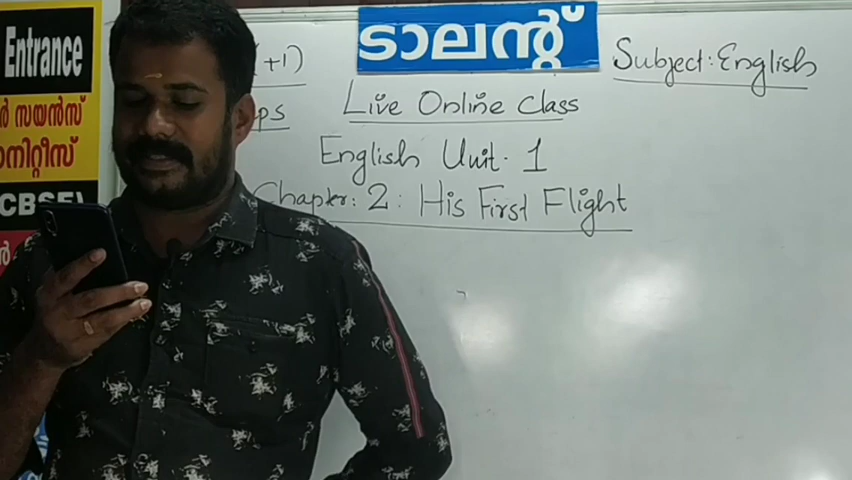 Entrance
ർ സയൻസ്
ാനിറ്റീസ്
CBSE)
ടാലന്റ്
(+1)
Subject: English
ps
Live Online Class
English Unit. 1
Chapter: 2: His First Flight